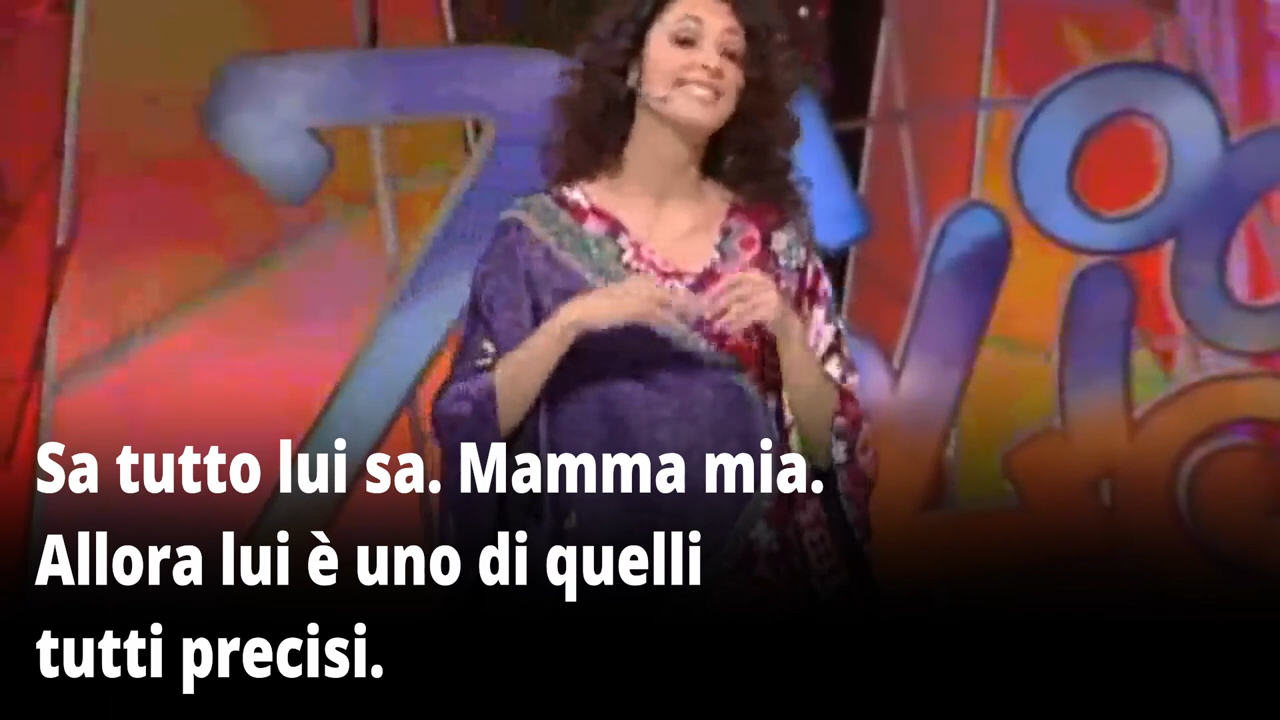 Sa tutto lui sa. Mamma mia.
Allora lui è uno di quelli
tutti precisi.